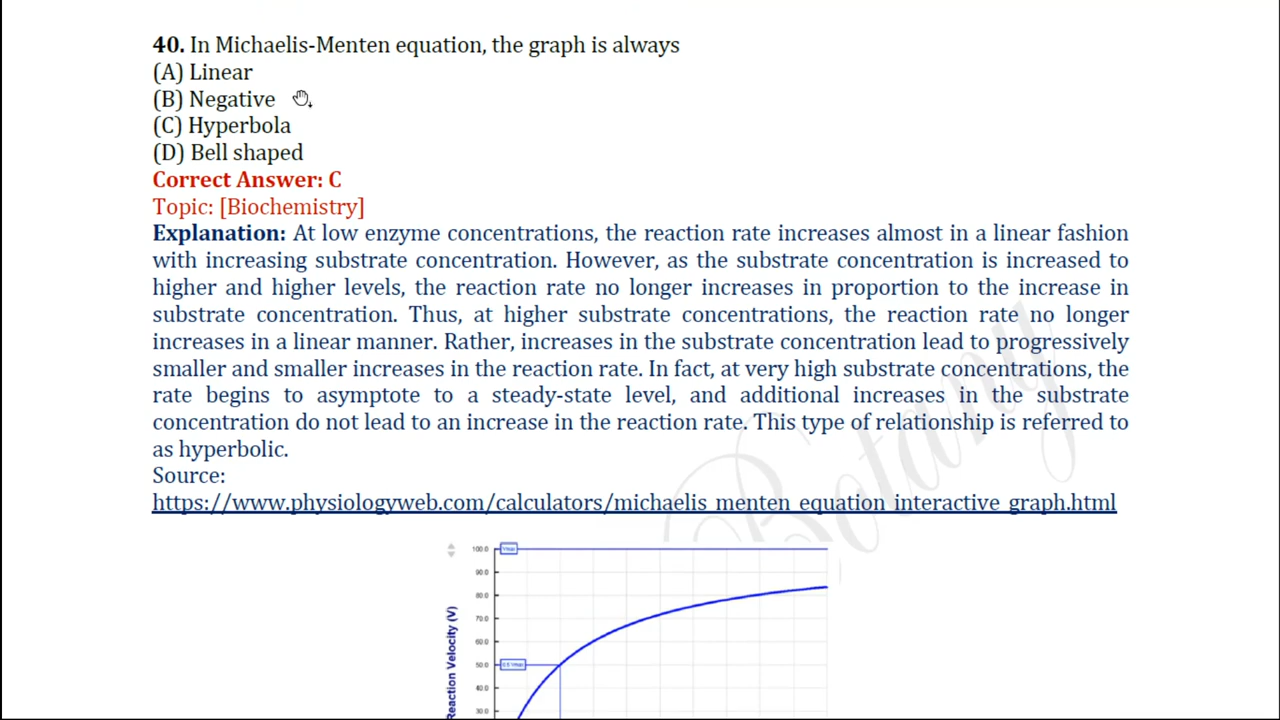 40. In Michaelis-Menten equation, the graph is always
(A) Linear
(B) Negative
(C) Hyperbola
(D) Bell shaped
Correct Answer: C
Topic: [Biochemistry]
Explanation: At low enzyme concentrations, the reaction rate increases almost in a linear fashion
with increasing substrate concentration. However, as the substrate concentration is increased to
higher and higher levels, the reaction rate no longer increases in proportion to the increase in
substrate concentration. Thus, at higher substrate concentrations, the reaction rate no longer
increases in a linear manner. Rather, increases in the substrate concentration lead to progressively
smaller and smaller increases in the reaction rate. In fact, at very high substrate concentrations, the
rate begins to asymptote to a steady-state level, and additional increases in the substrate
concentration do not lead to an increase in the reaction rate. This type of relationship is referred to
as hyperbolic.
Source:
https://www.physiologyweb.com/calculators/michaelis_menten_equation_interactive_graph.html
Botany
100.0 Vmax
90.0
80.0
70.0
60.0
50.0 0.5 Vmax
40.0
30.0
Reaction Velocity (V)